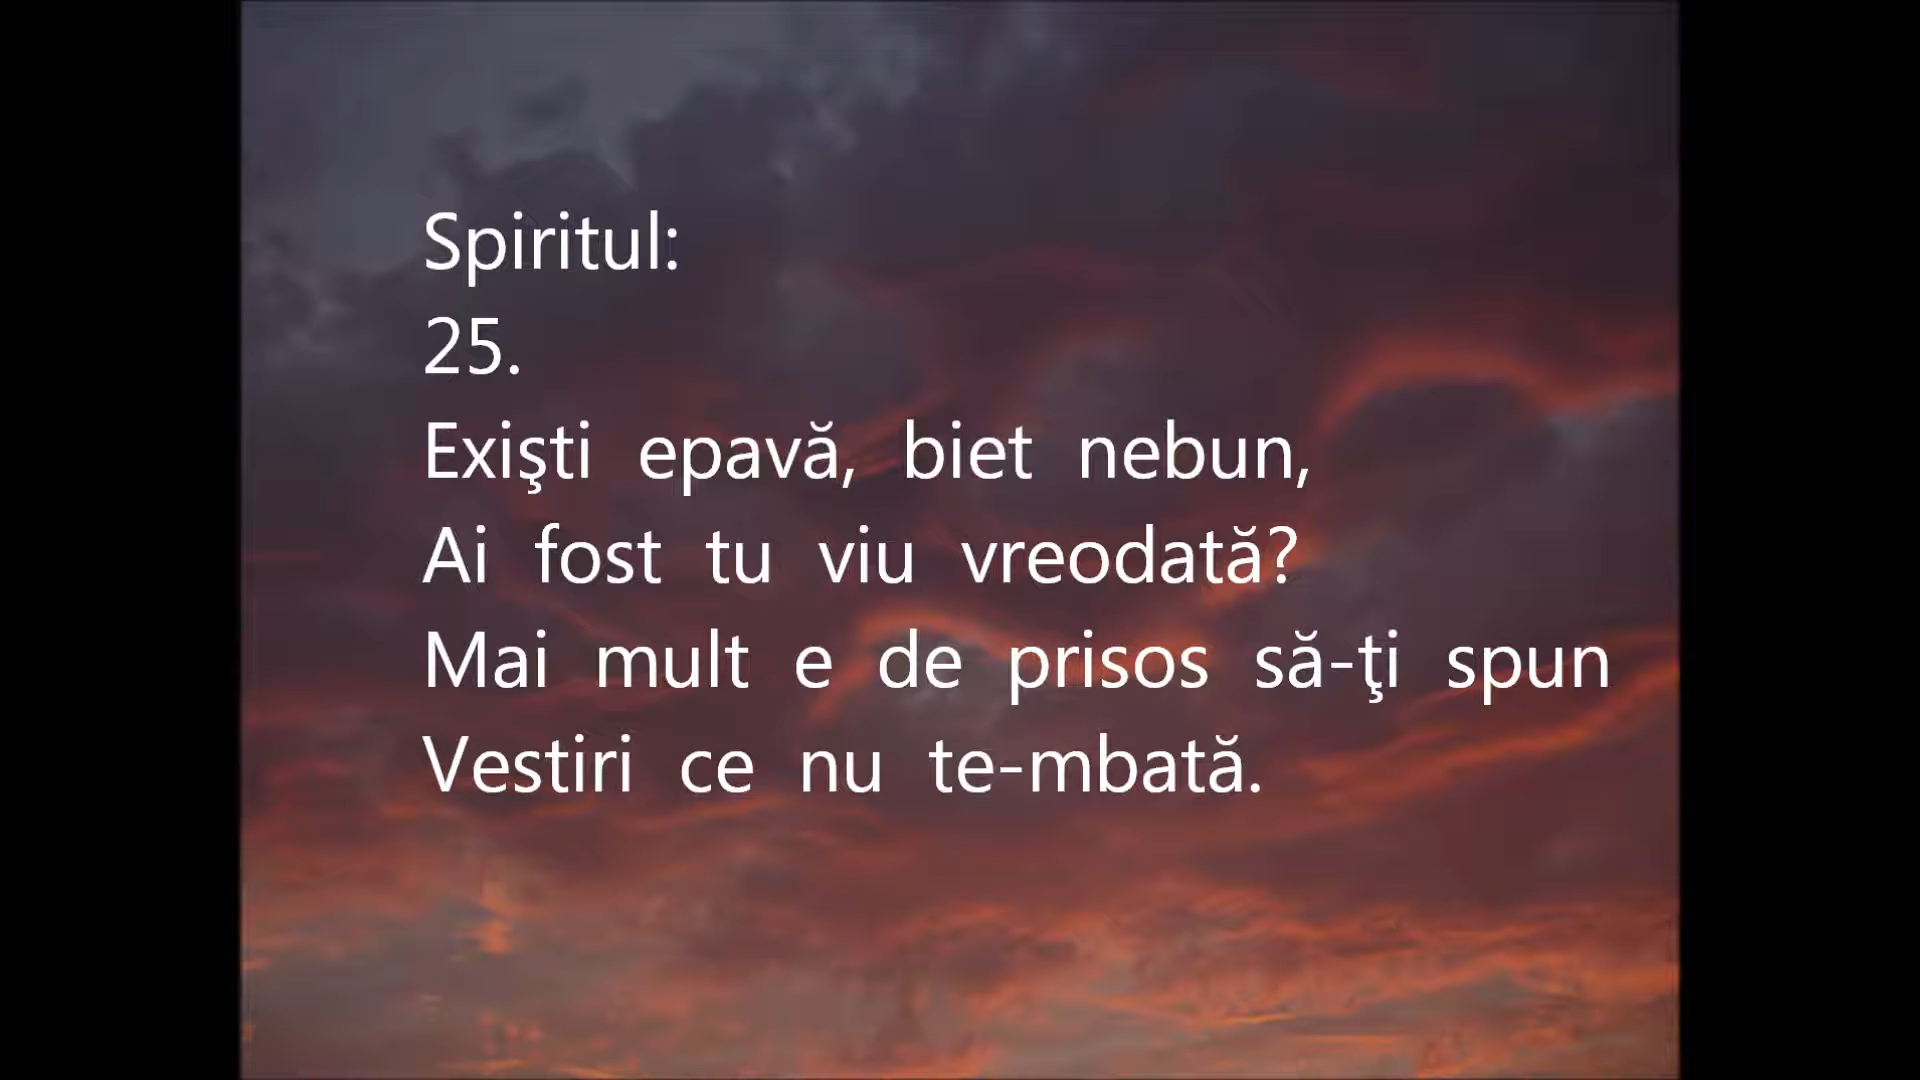 Spiritul:
25.
Exişti epavă, biet nebun,
Ai fost tu viu vreodată?
Mai mult e de prisos să-ţi spun
Vestiri ce nu te-mbată.